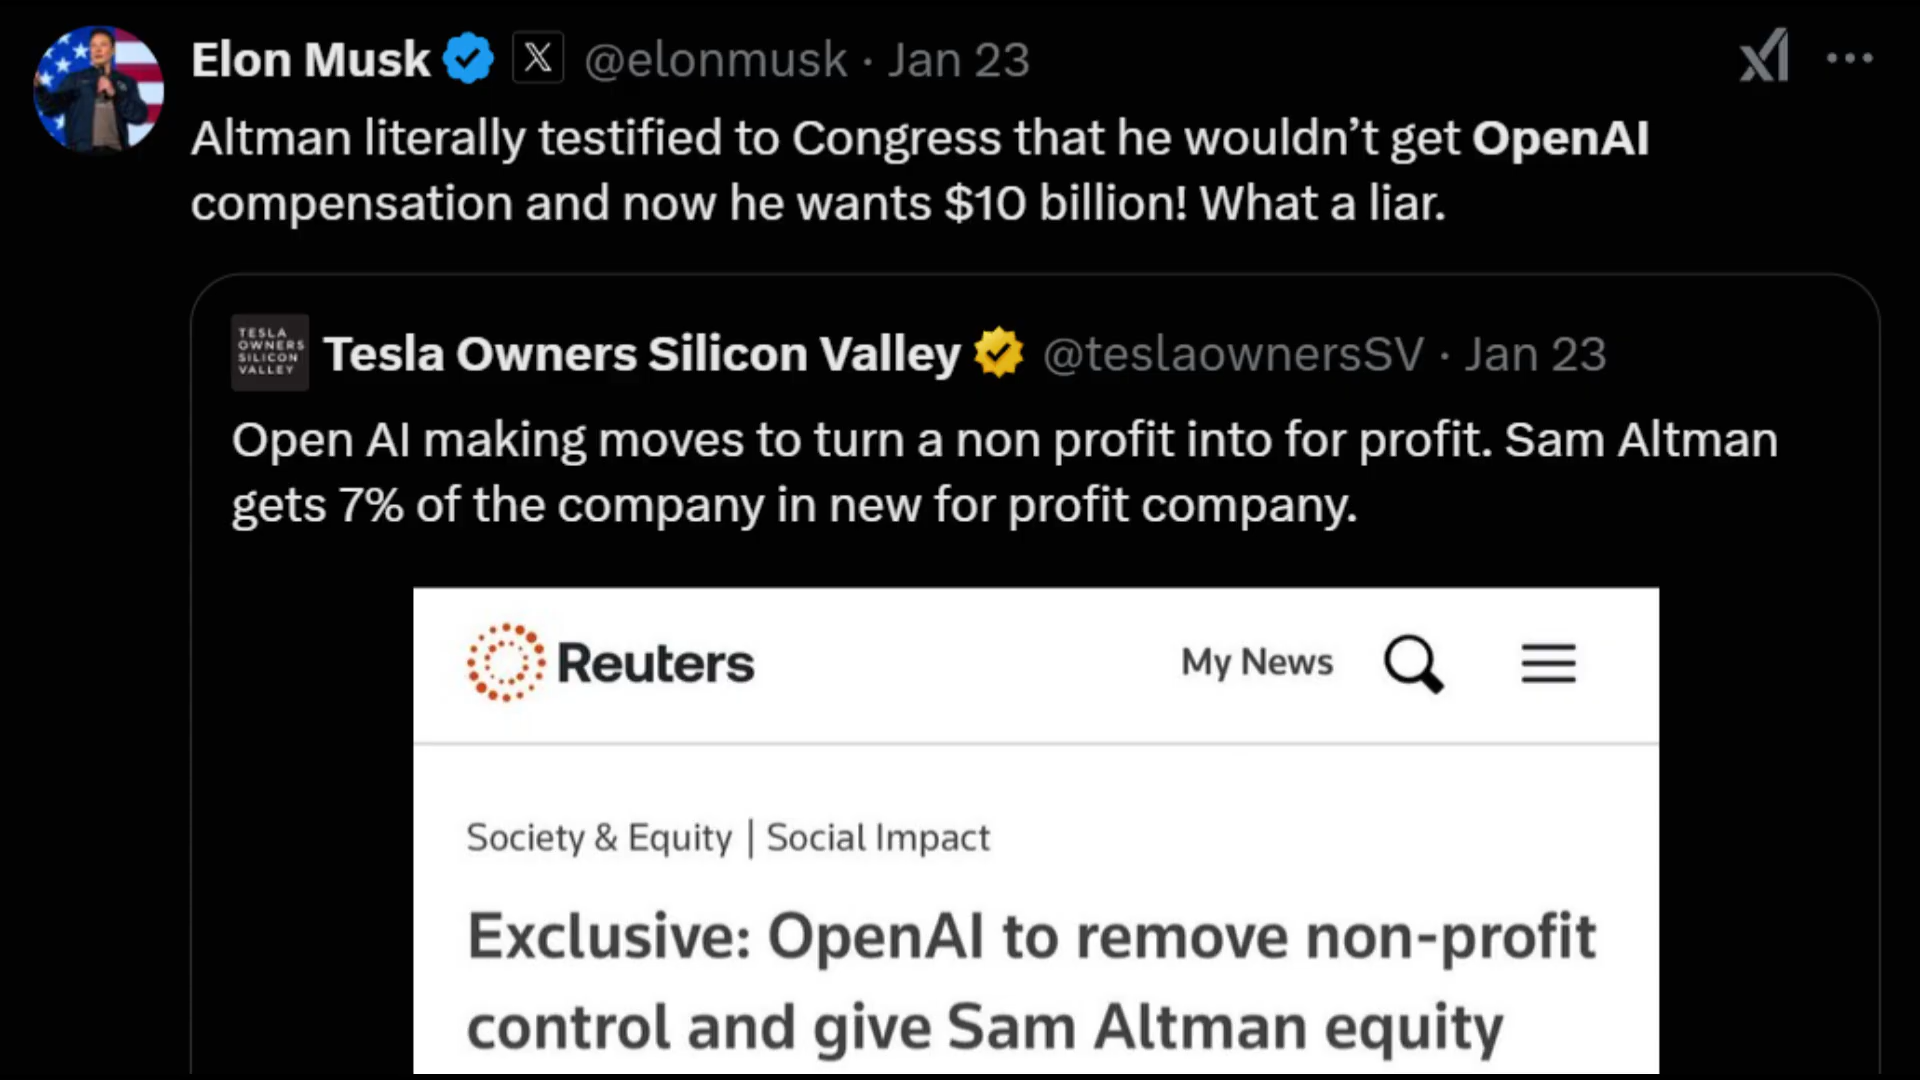 Elon Musk @elonmusk · Jan 23
Altman literally testified to Congress that he wouldn’t get OpenAI
compensation and now he wants $10 billion! What a liar.
TESLA
OWNERS
SILICON
VALLEY
Tesla Owners Silicon Valley @teslaownersSV · Jan 23
Open AI making moves to turn a non profit into for profit. Sam Altman
gets 7% of the company in new for profit company.
Reuters My News
Society & Equity | Social Impact
Exclusive: OpenAI to remove non-profit
control and give Sam Altman equity